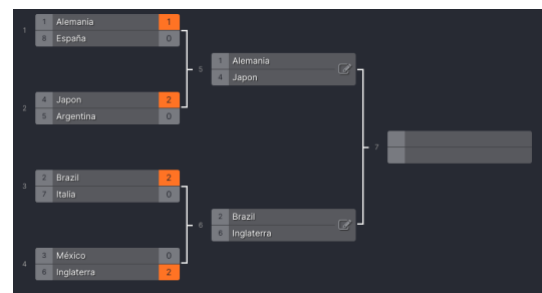 1
1 Alemania 1
8 España 0
2
4 Japon 2
5 Argentina 0
3
2 Brazil 2
7 Italia 0
4
3 México 0
6 Inglaterra 2
5
1 Alemania
4 Japon
6
2 Brazil
6 Inglaterra
7